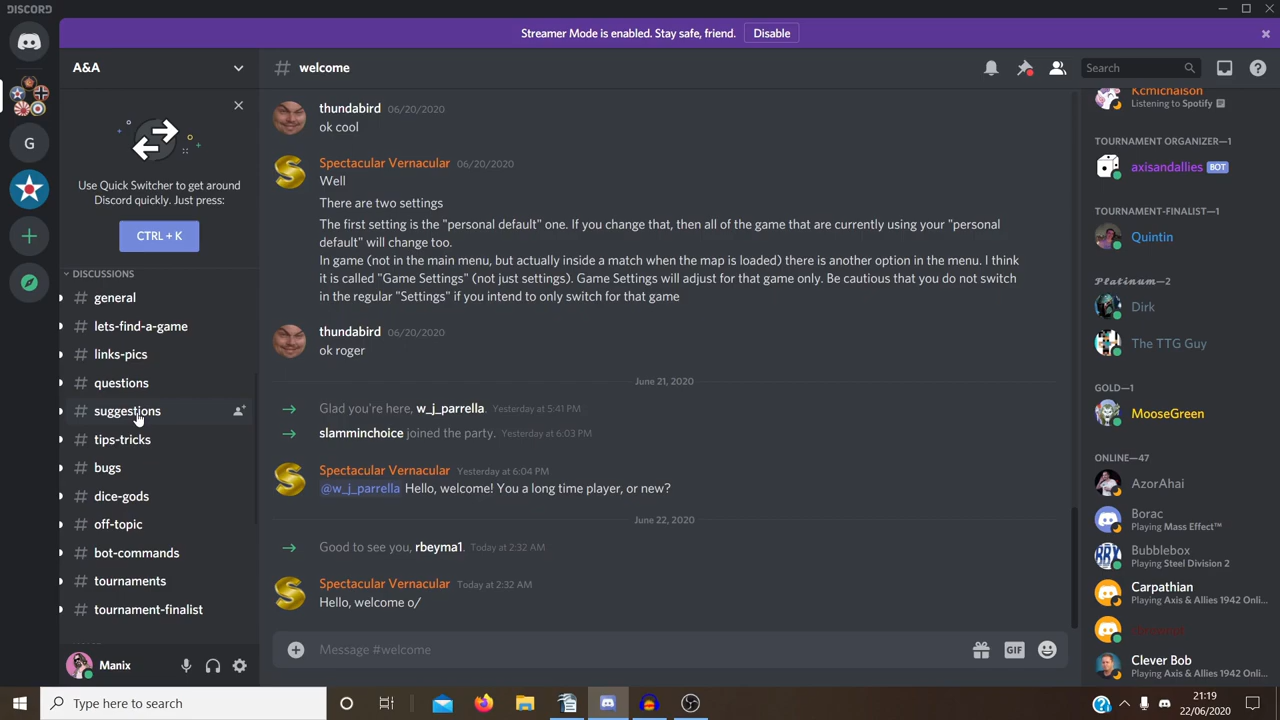 DISCORD
Streamer Mode is enabled. Stay safe, friend.
Disable
A&A
Use Quick Switcher to get around
Discord quickly. Just press:
CTRL + K
DISCUSSIONS
# general
# lets-find-a-game
# links-pics
# questions
# suggestions
# tips-tricks
# bugs
# dice-gods
# off-topic
# bot-commands
# tournaments
# tournament-finalist
Manix
G
# welcome
Search
thundabird 06/20/2020
ok cool
Spectacular Vernacular 06/20/2020
Well
There are two settings
The first setting is the "personal default" one. If you change that, then all of the game that are currently using your "personal
default" will change too.
In game (not in the main menu, but actually inside a match when the map is loaded) there is another option in the menu. I think
it is called "Game Settings" (not just settings). Game Settings will adjust for that game only. Be cautious that you do not switch
in the regular "Settings" if you intend to only switch for that game
thundabird 06/20/2020
ok roger
June 21, 2020
Glad you're here, w_j_parrella. Yesterday at 5:41 PM
slamminchoice joined the party. Yesterday at 6:03 PM
Spectacular Vernacular Yesterday at 6:04 PM
@w_j_parrella Hello, welcome! You a long time player, or new?
June 22, 2020
Good to see you, rbeyma1. Today at 2:32 AM
Spectacular Vernacular Today at 2:32 AM
Hello, welcome o/
Message #welcome
GIF
Kcmichalson
Listening to Spotify
TOURNAMENT ORGANIZER—1
axisandallies BOT
TOURNAMENT-FINALIST—1
Quintin
𝓟𝓵𝓪𝓽𝓲𝓷𝓾𝓶—2
Dirk
The TTG Guy
GOLD—1
MooseGreen
ONLINE—47
AzorAhai
Borac
Playing Mass Effect™
Bubblebox
Playing Steel Division 2
Carpathian
Playing Axis & Allies 1942 Onli...
Clever Bob
Playing Axis & Allies 1942 Onli...
Type here to search
21:19
22/06/2020